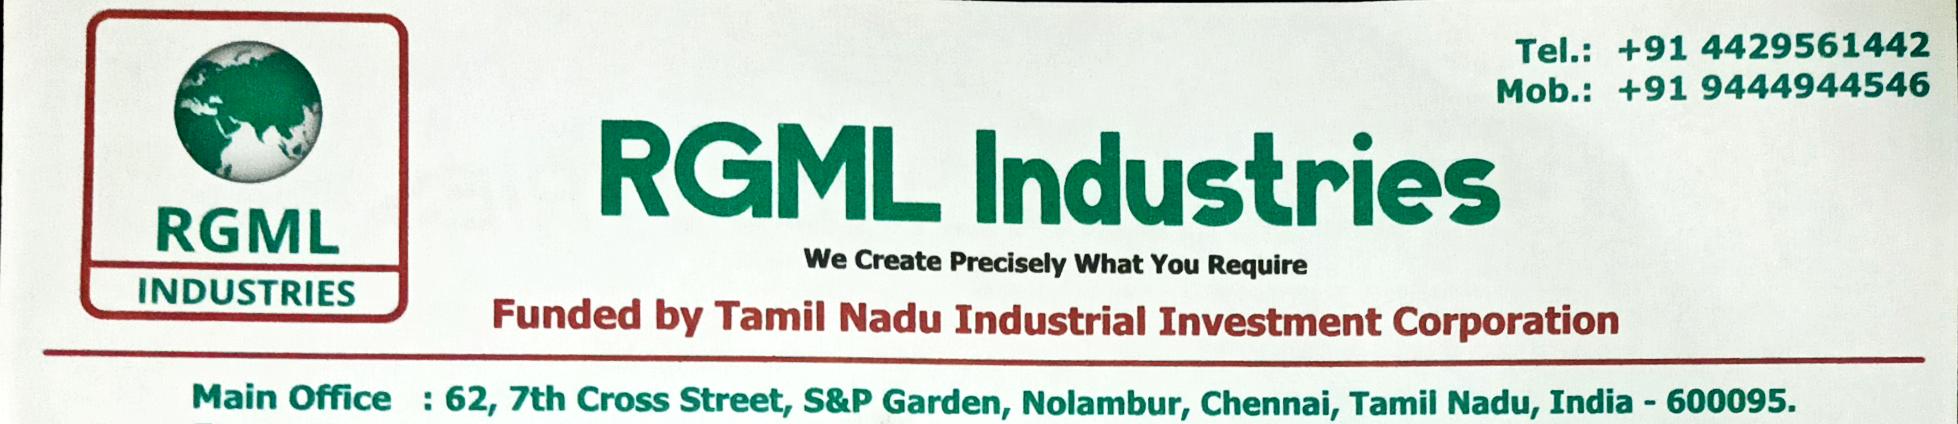 RGML
INDUSTRIES
Tel.: +91 4429561442
Mob.: +91 9444944546
RGML Industries
We Create Precisely What You Require
Funded by Tamil Nadu Industrial Investment Corporation
Main Office : 62, 7th Cross Street, S&P Garden, Nolambur, Chennai, Tamil Nadu, India - 600095.